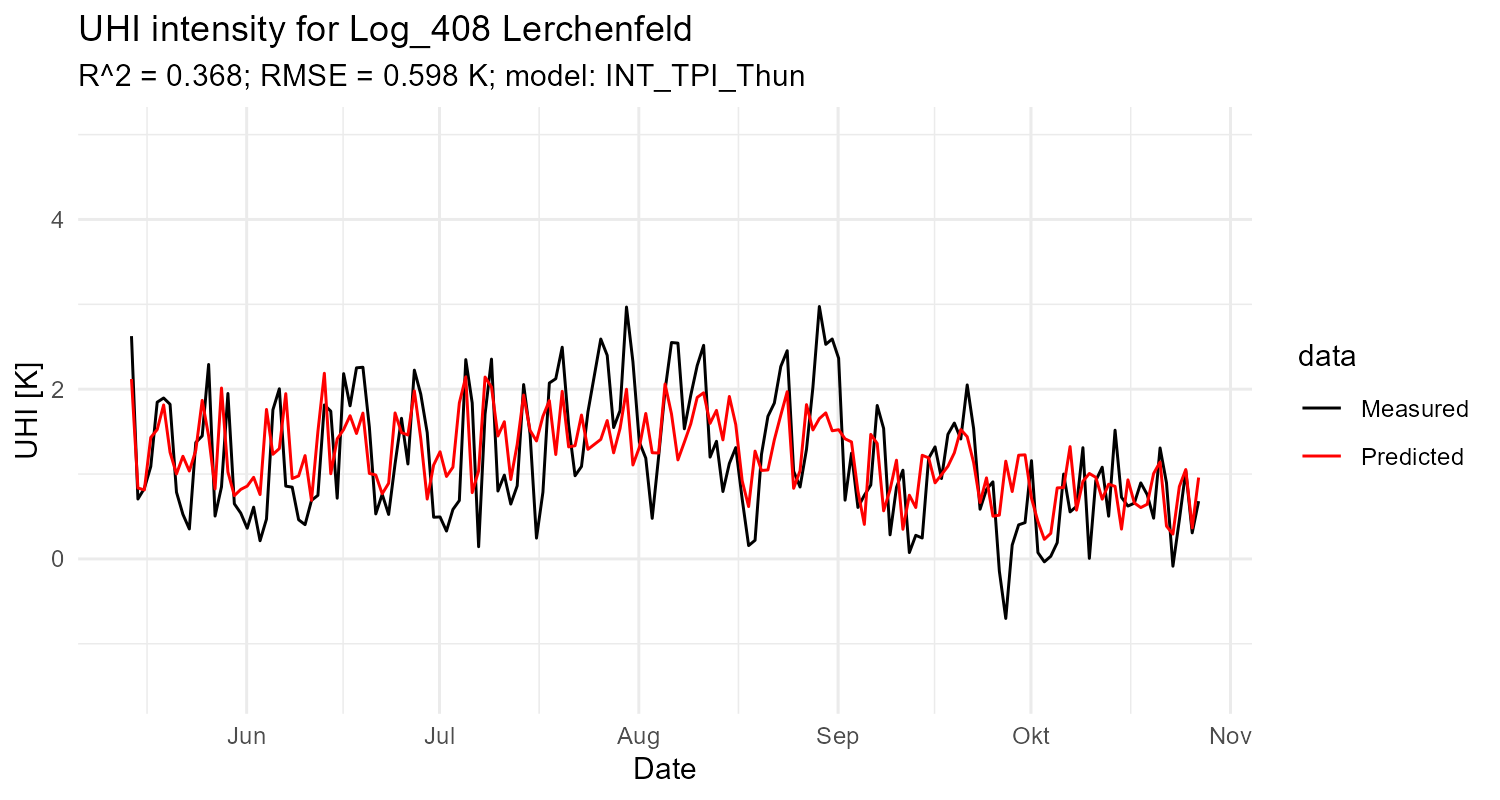 UHI intensity for Log_408 Lerchenfeld
R^2 = 0.368; RMSE = 0.598 K; model: INT_TPI_Thun
4
2
0
UHI [K]
Jun Jul Aug Sep Okt Nov
Date
data
Measured
Predicted